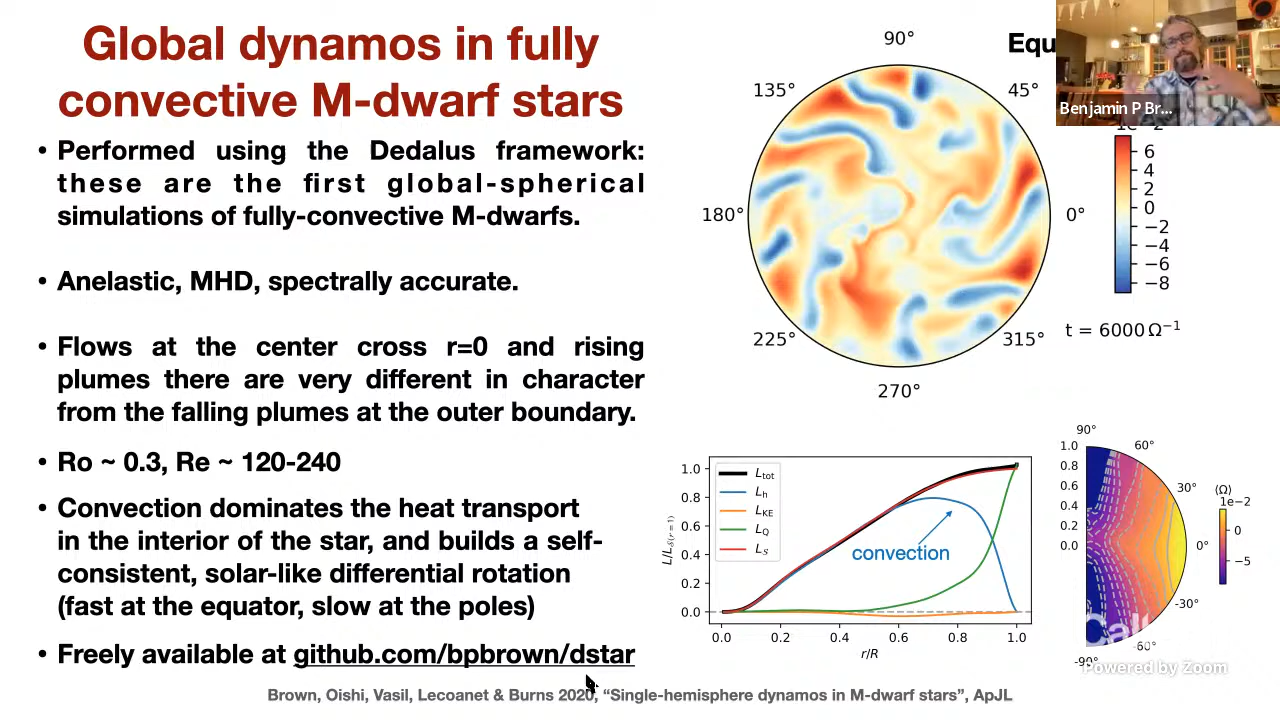 Global dynamos in fully
convective M-dwarf stars
• Performed using the Dedalus framework:
these are the first global-spherical
simulations of fully-convective M-dwarfs.
• Anelastic, MHD, spectrally accurate.
• Flows at the center cross r=0 and rising
plumes there are very different in character
from the falling plumes at the outer boundary.
• Ro ~ 0.3, Re ~ 120-240
• Convection dominates the heat transport
in the interior of the star, and builds a self-
consistent, solar-like differential rotation
(fast at the equator, slow at the poles)
• Freely available at github.com/bpbrown/dstar
Brown, Oishi, Vasil, Lecoanet & Burns 2020, “Single-hemisphere dynamos in M-dwarf stars”, ApJL
Equ
Benjamin P Br...
90°
135°
45°
180°
0°
225°
315°
270°
6
4
2
0
−2
−4
−6
−8
t = 6000 Ω⁻¹
L/L𝒮(r=1)
1.0
0.8
0.6
0.4
0.2
0.0
L_tot
L_h
L_KE
L_Q
L_S
convection
0.0 0.2 0.4 0.6 0.8 1.0
r/R
90°
60°
30°
0°
-30°
-60°
-90°
1.0
0.8
0.6
0.4
0.2
0.0
⟨Ω⟩
1e−2
0
−5
Powered by Zoom